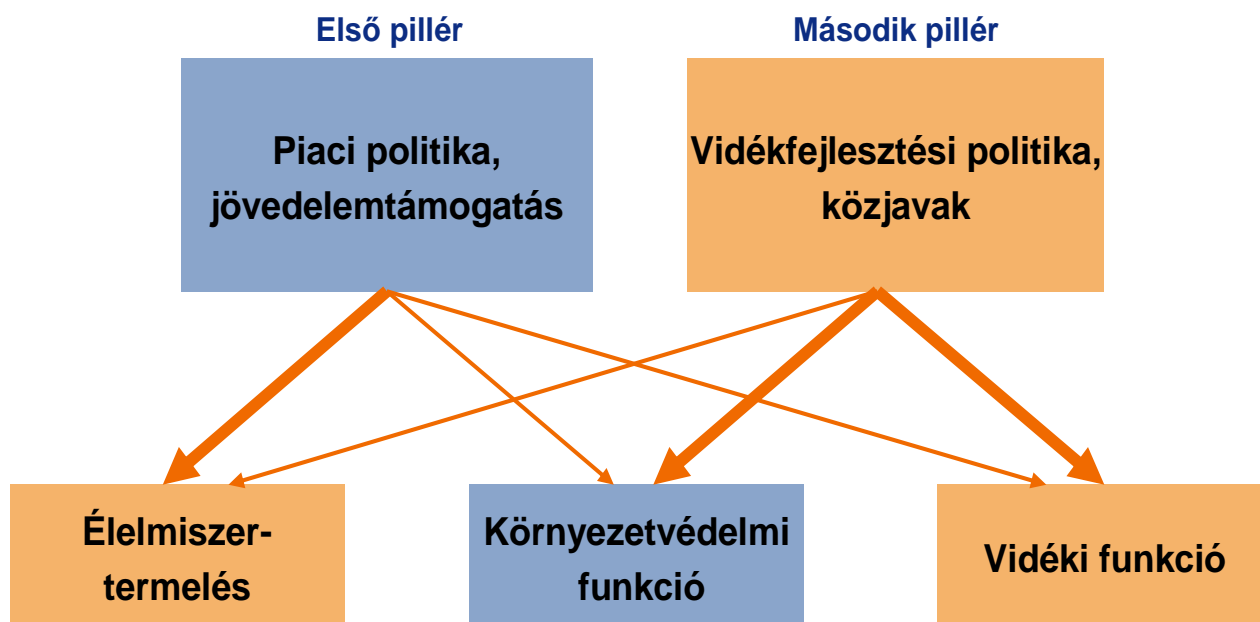 Első pillér
Második pillér
Piaci politika,
jövedelemtámogatás
Vidékfejlesztési politika,
közjavak
Élelmiszer-
termelés
Környezetvédelmi
funkció
Vidéki funkció